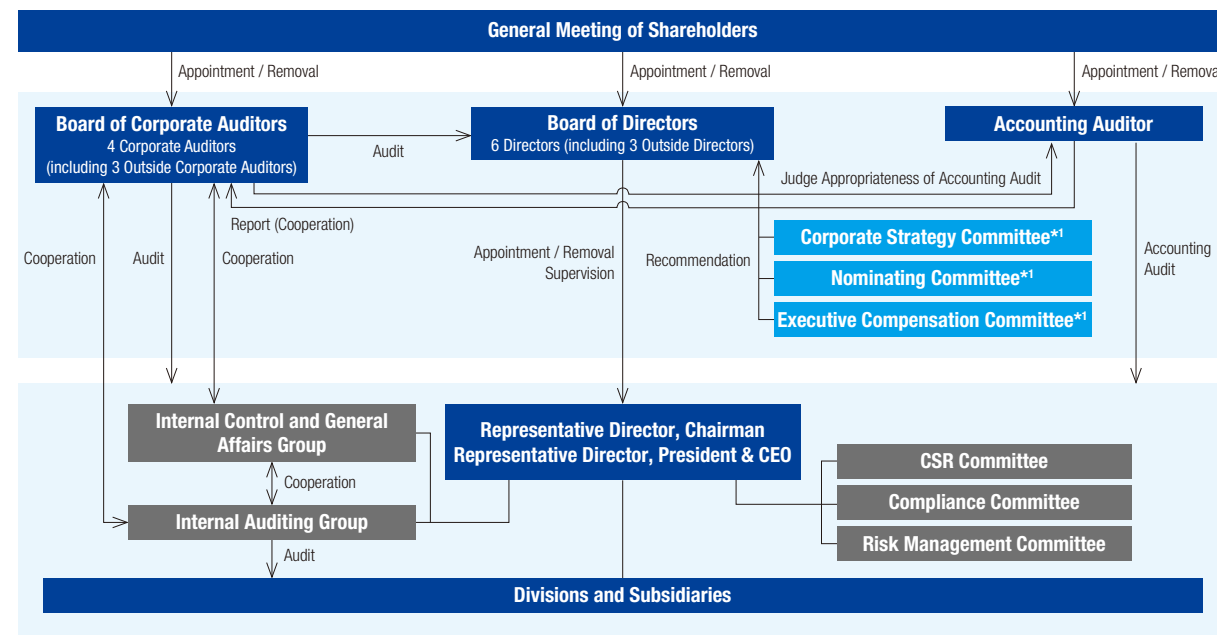 General Meeting of Shareholders
Appointment / Removal
Appointment / Removal
Appointment / Removal
Board of Corporate Auditors
4 Corporate Auditors
(including 3 Outside Corporate Auditors)
Audit
Board of Directors
6 Directors (including 3 Outside Directors)
Accounting Auditor
Judge Appropriateness of Accounting Audit
Report (Cooperation)
Cooperation
Audit
Cooperation
Appointment / Removal
Supervision
Recommendation
Corporate Strategy Committee*1
Nominating Committee*1
Executive Compensation Committee*1
Accounting
Audit
Internal Control and General
Affairs Group
Cooperation
Internal Auditing Group
Audit
Representative Director, Chairman
Representative Director, President & CEO
CSR Committee
Compliance Committee
Risk Management Committee
Divisions and Subsidiaries